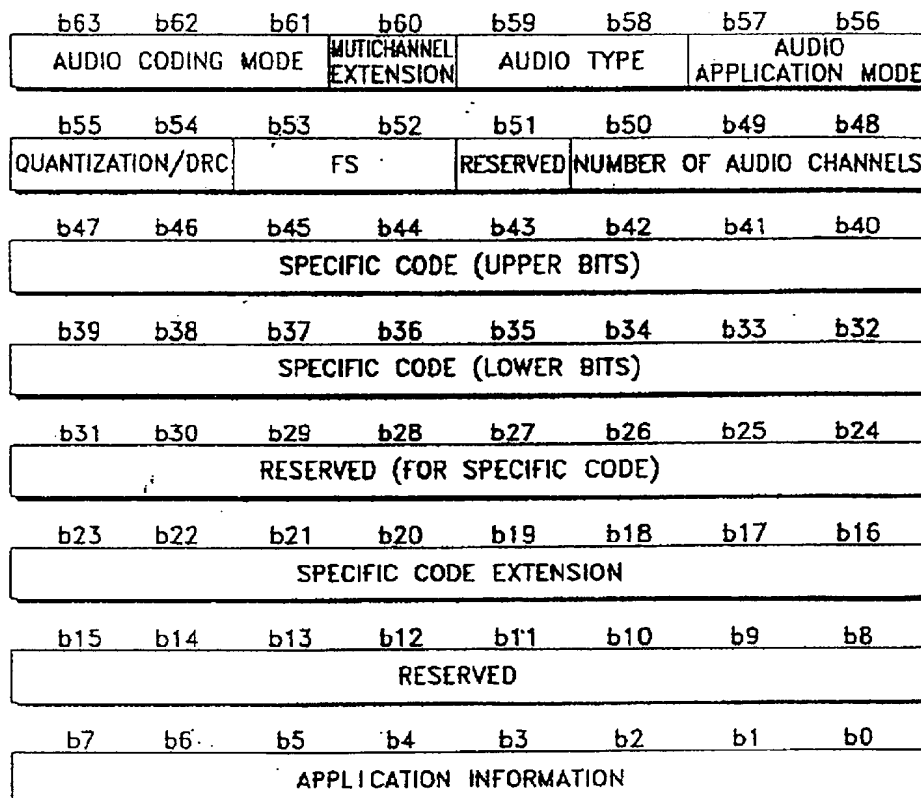 b63 b62 b61 b60 b59 b58 b57 b56
AUDIO CODING MODE
MUTICHANNEL
EXTENSION
AUDIO TYPE
AUDIO
APPLICATION MODE
b55 b54 b53 b52 b51 b50 b49 b48
QUANTIZATION/DRC FS RESERVED NUMBER OF AUDIO CHANNELS
b47 b46 b45 b44 b43 b42 b41 b40
SPECIFIC CODE (UPPER BITS)
b39 b38 b37 b36 b35 b34 b33 b32
SPECIFIC CODE (LOWER BITS)
b31 b30 b29 b28 b27 b26 b25 b24
RESERVED (FOR SPECIFIC CODE)
b23 b22 b21 b20 b19 b18 b17 b16
SPECIFIC CODE EXTENSION
b15 b14 b13 b12 b11 b10 b9 b8
RESERVED
b7 b6 b5 b4 b3 b2 b1 b0
APPLICATION INFORMATION